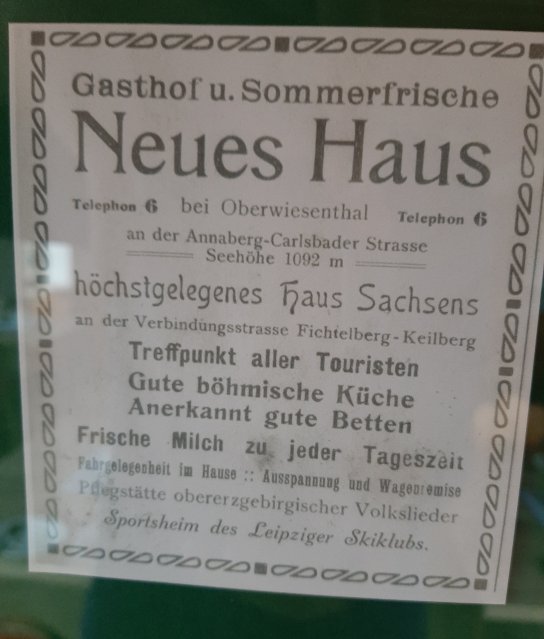 Gasthof u. Sommerfrische
Neues Haus
Telephon 6 bei Oberwiesenthal Telephon 6
an der Annaberg-Carlsbader Strasse
Seehöhe 1092 m
höchstgelegenes Haus Sachsens
an der Verbindungsstrasse Fichtelberg-Keilberg
Treffpunkt aller Touristen
Gute böhmische Küche
Anerkannt gute Betten
Frische Milch zu jeder Tageszeit
Fahrgelegenheit im Hause :: Ausspannung und Wagenremise
Pflegstätte obererzgebirgischer Volkslieder
Sportsheim des Leipziger Skiklubs.